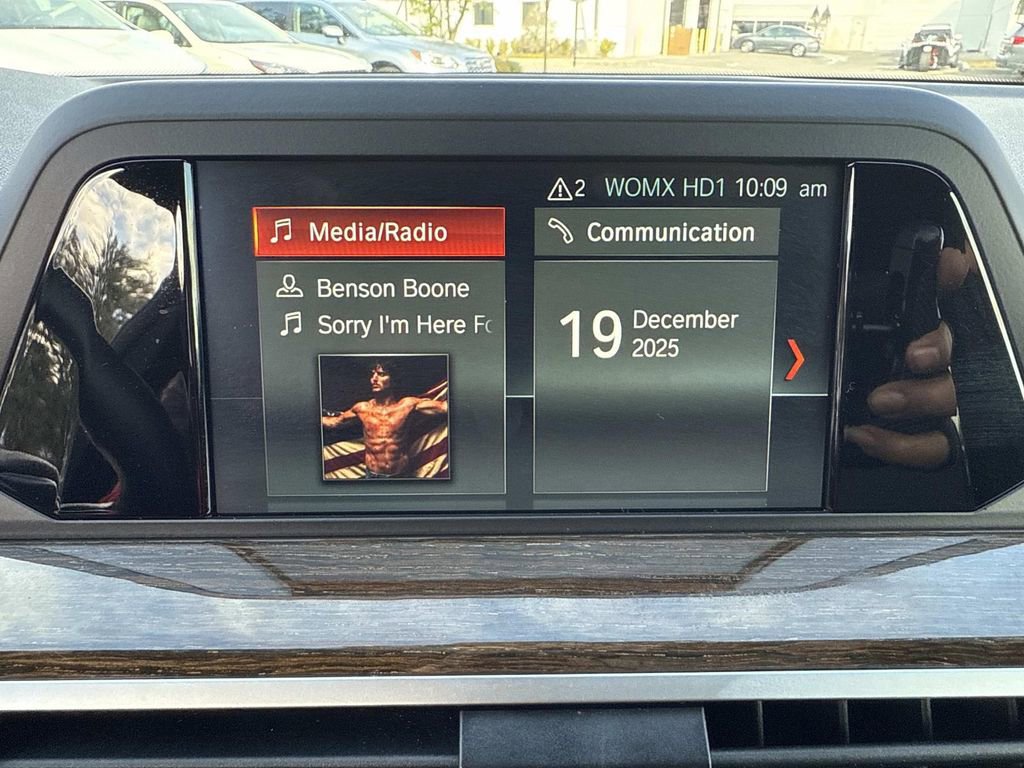 2 WOMX HD1 10:09 am
Media/Radio
Communication
Benson Boone
Sorry I'm Here Fo
19 December
2025